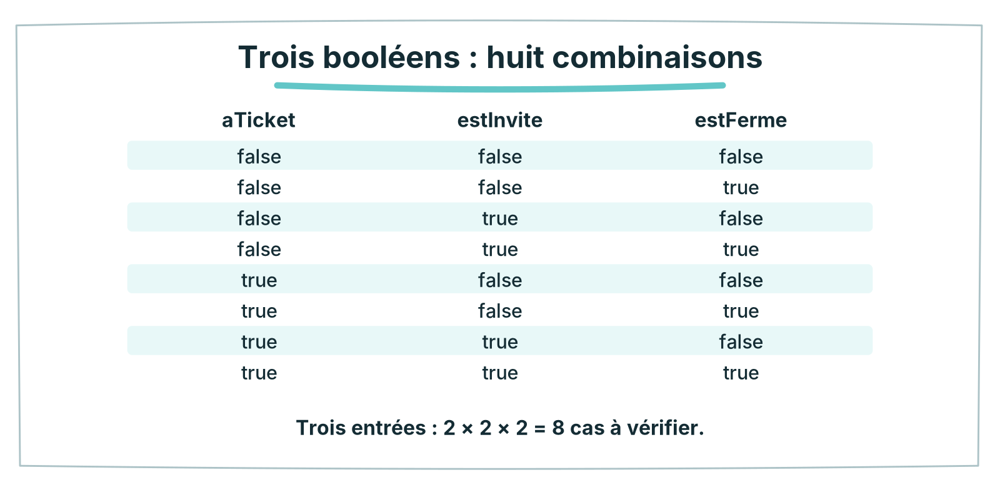 Trois booléens : huit combinaisons
aTicket estInvite estFerme
false false false
false false true
false true false
false true true
true false false
true false true
true true false
true true true
Trois entrées : 2 × 2 × 2 = 8 cas à vérifier.